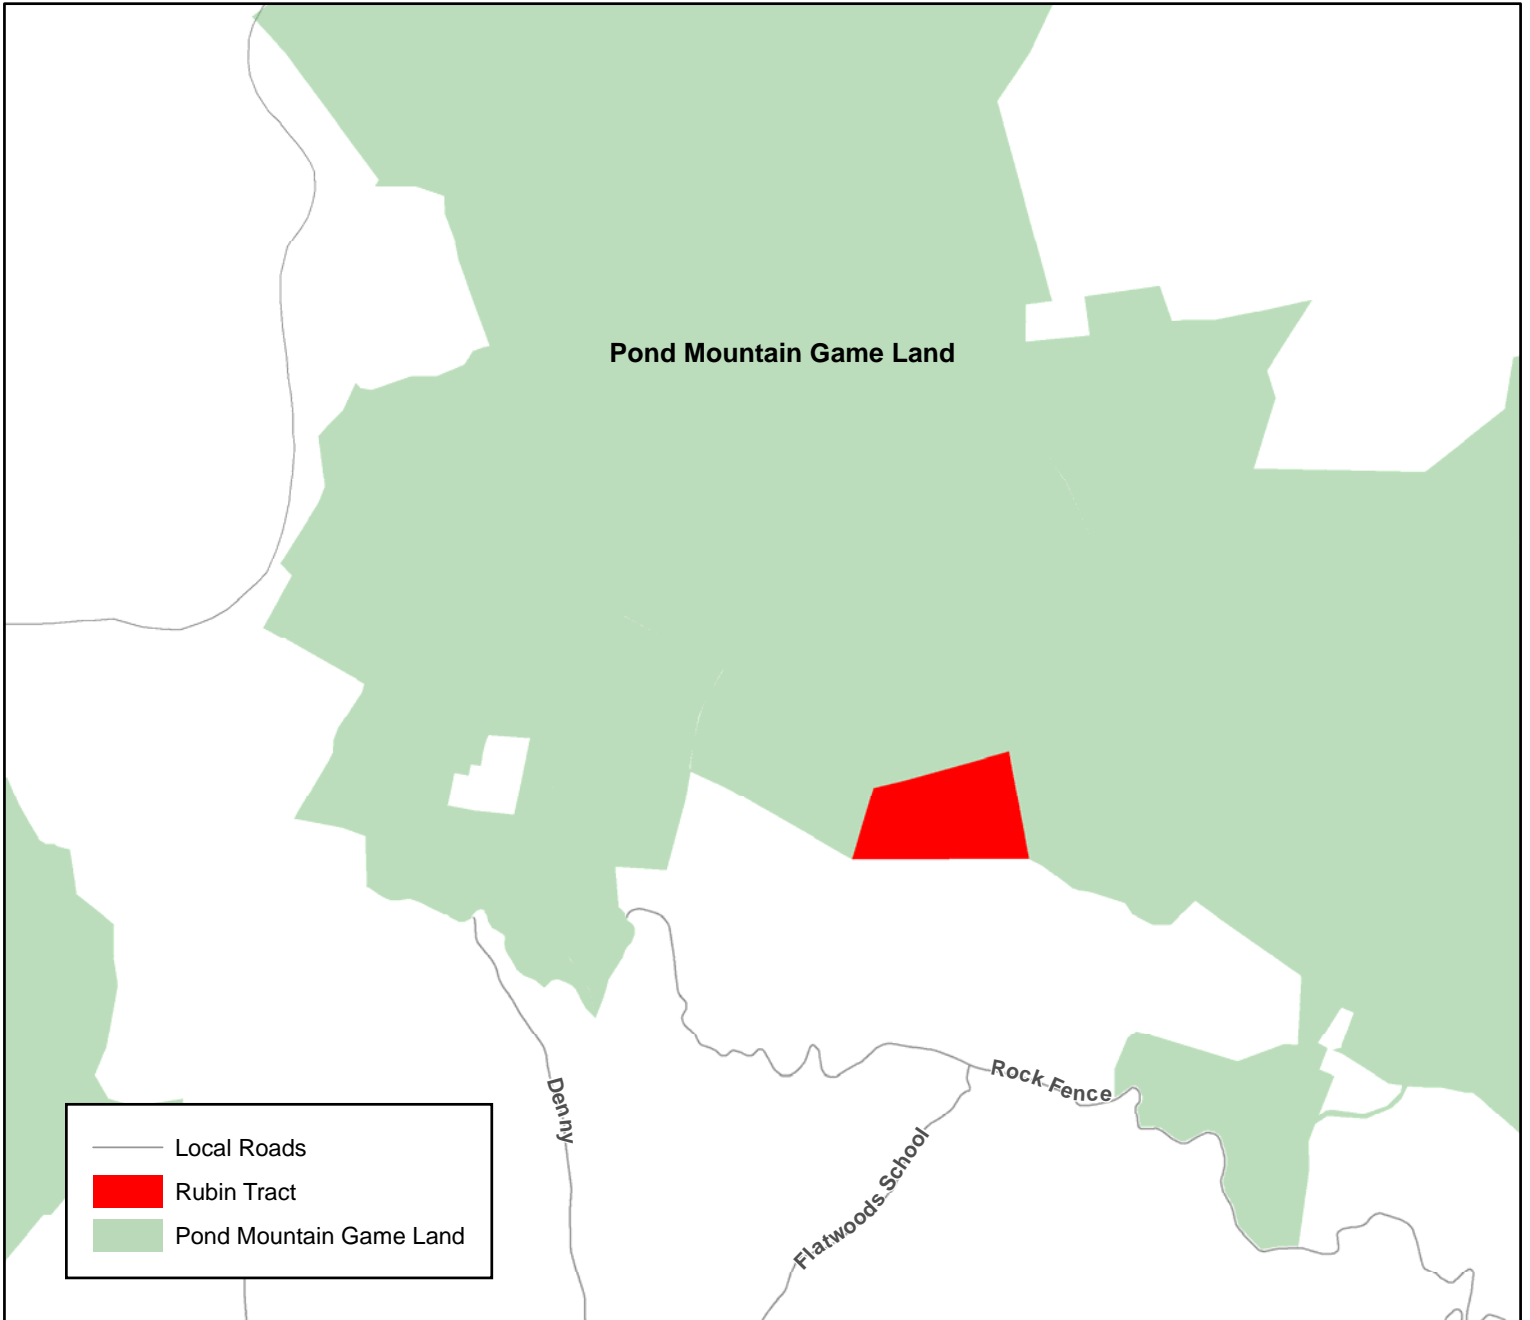 Pond Mountain Game Land
Rock Fence
Denny
Flatwoods School
Local Roads
Rubin Tract
Pond Mountain Game Land